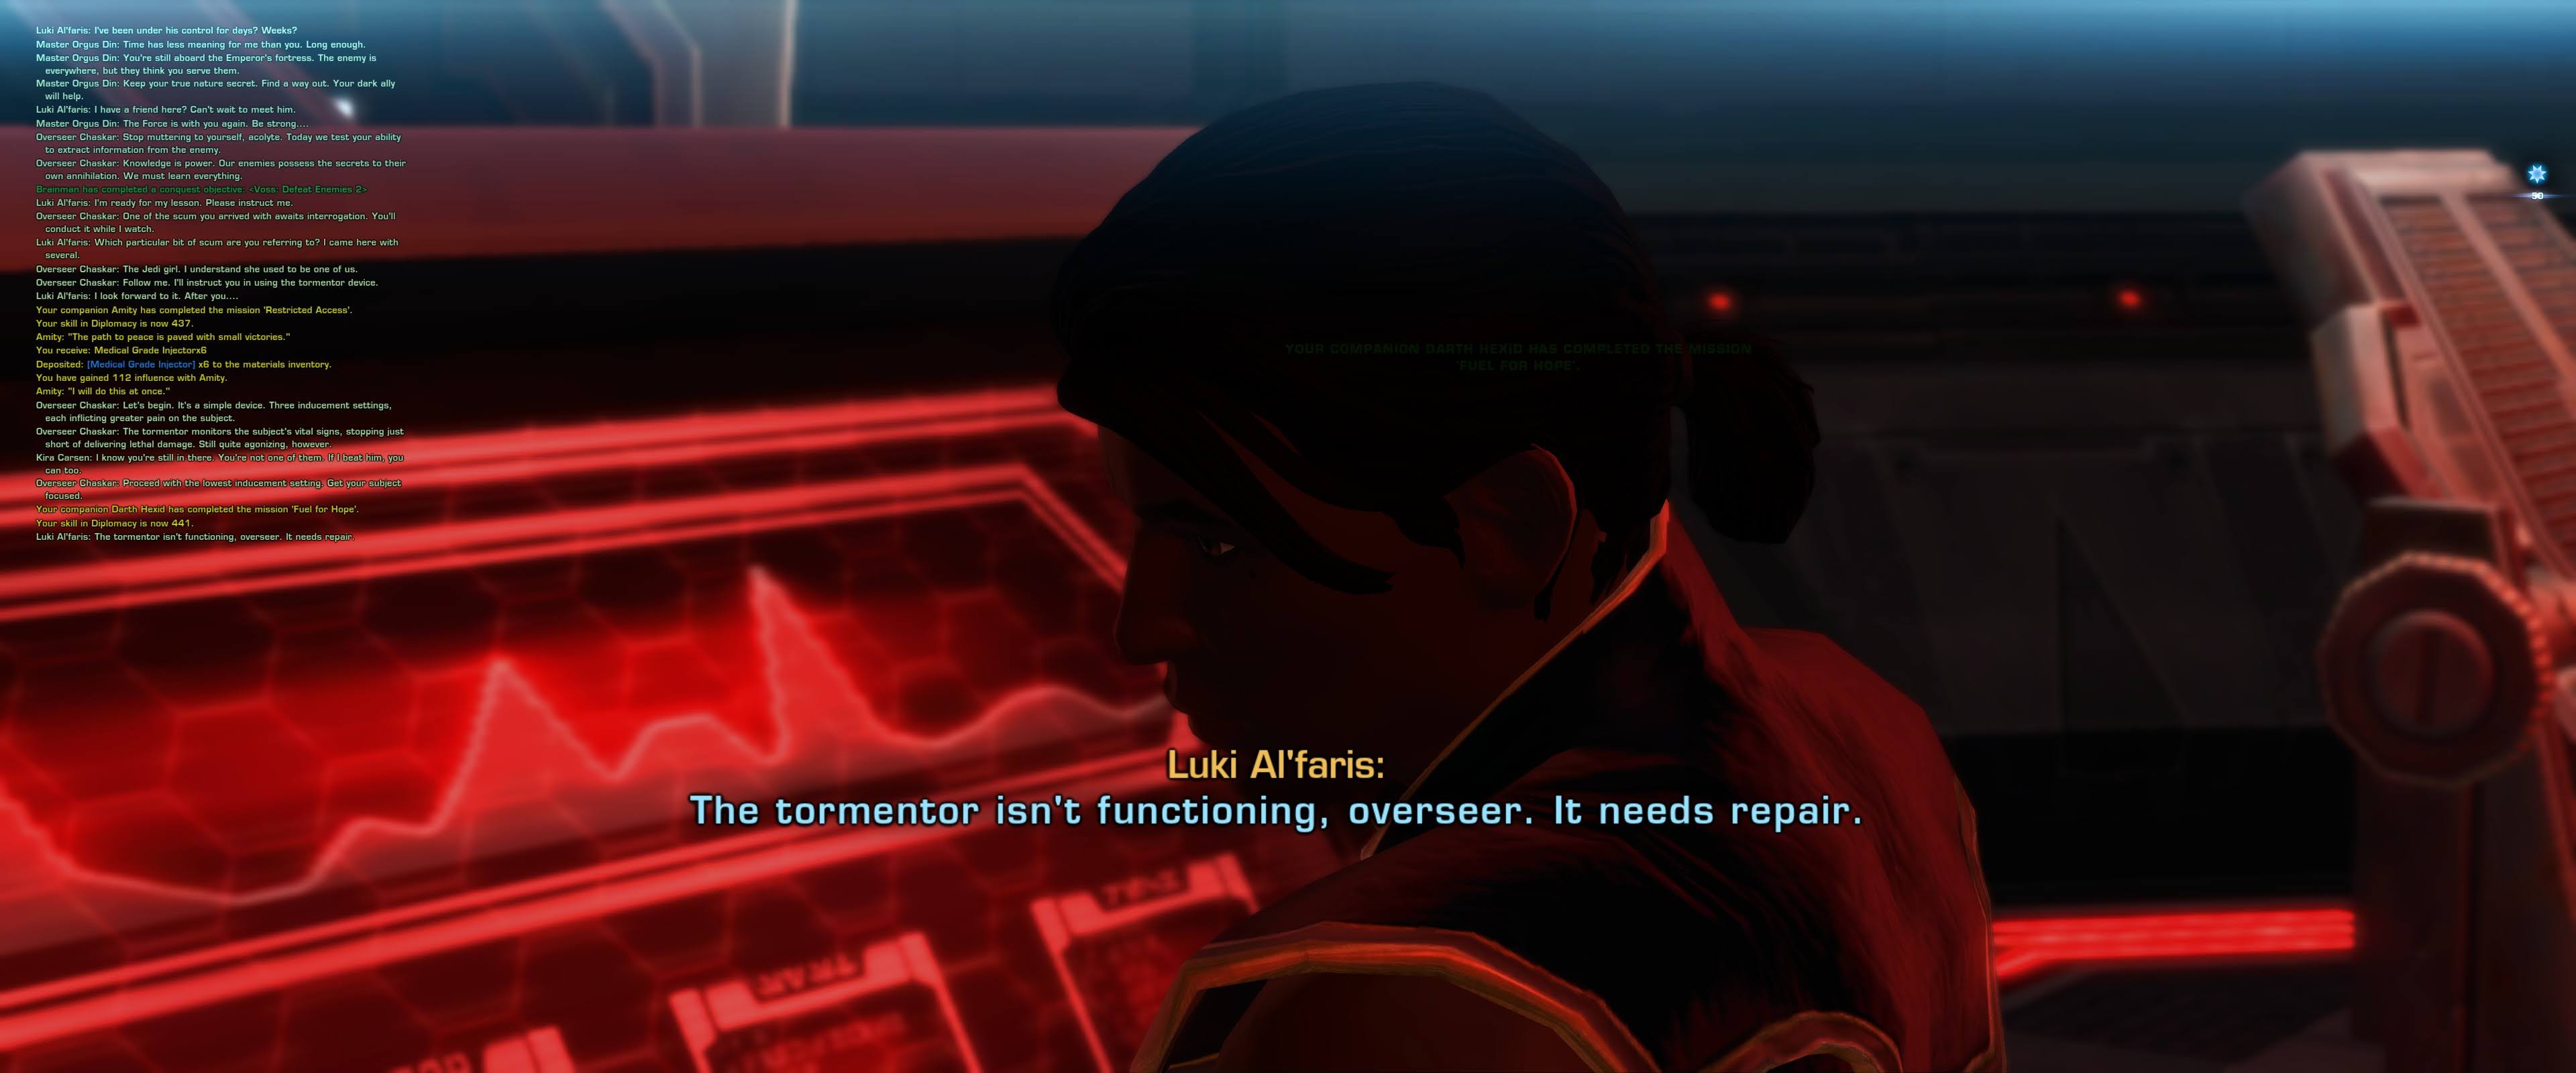 Luki Al'faris: I've been under his control for days? Weeks?
Master Orgus Din: Time has less meaning for me than you. Long enough.
Master Orgus Din: You're still aboard the Emperor's fortress. The enemy is
everywhere, but they think you serve them.
Master Orgus Din: Keep your true nature secret. Find a way out. Your dark ally
will help.
Luki Al'faris: I have a friend here? Can't wait to meet him.
Master Orgus Din: The Force is with you again. Be strong....
Overseer Chaskar: Stop muttering to yourself, acolyte. Today we test your ability
to extract information from the enemy.
Overseer Chaskar: Knowledge is power. Our enemies possess the secrets to their
own annihilation. We must learn everything.
Brainman has completed a conquest objective: <Voss: Defeat Enemies 2>
Luki Al'faris: I'm ready for my lesson. Please instruct me.
Overseer Chaskar: One of the scum you arrived with awaits interrogation. You'll
conduct it while I watch.
Luki Al'faris: Which particular bit of scum are you referring to? I came here with
several.
Overseer Chaskar: The Jedi girl. I understand she used to be one of us.
Overseer Chaskar: Follow me. I'll instruct you in using the tormentor device.
Luki Al'faris: I look forward to it. After you....
Your companion Amity has completed the mission 'Restricted Access'.
Your skill in Diplomacy is now 437.
Amity: "The path to peace is paved with small victories."
You receive: Medical Grade Injectorx6
Deposited: [Medical Grade Injector] x6 to the materials inventory.
You have gained 112 influence with Amity.
Amity: "I will do this at once."
Overseer Chaskar: Let's begin. It's a simple device. Three inducement settings,
each inflicting greater pain on the subject.
Overseer Chaskar: The tormentor monitors the subject's vital signs, stopping just
short of delivering lethal damage. Still quite agonizing, however.
Kira Carsen: I know you're still in there. You're not one of them. If I beat him, you
can too.
Overseer Chaskar: Proceed with the lowest inducement setting. Get your subject
focused.
Your companion Darth Hexid has completed the mission 'Fuel for Hope'.
Your skill in Diplomacy is now 441.
Luki Al'faris: The tormentor isn't functioning, overseer. It needs repair.
50
YOUR COMPANION DARTH HEXID HAS COMPLETED THE MISSION
'FUEL FOR HOPE'.
Luki Al'faris:
The tormentor isn't functioning, overseer. It needs repair.